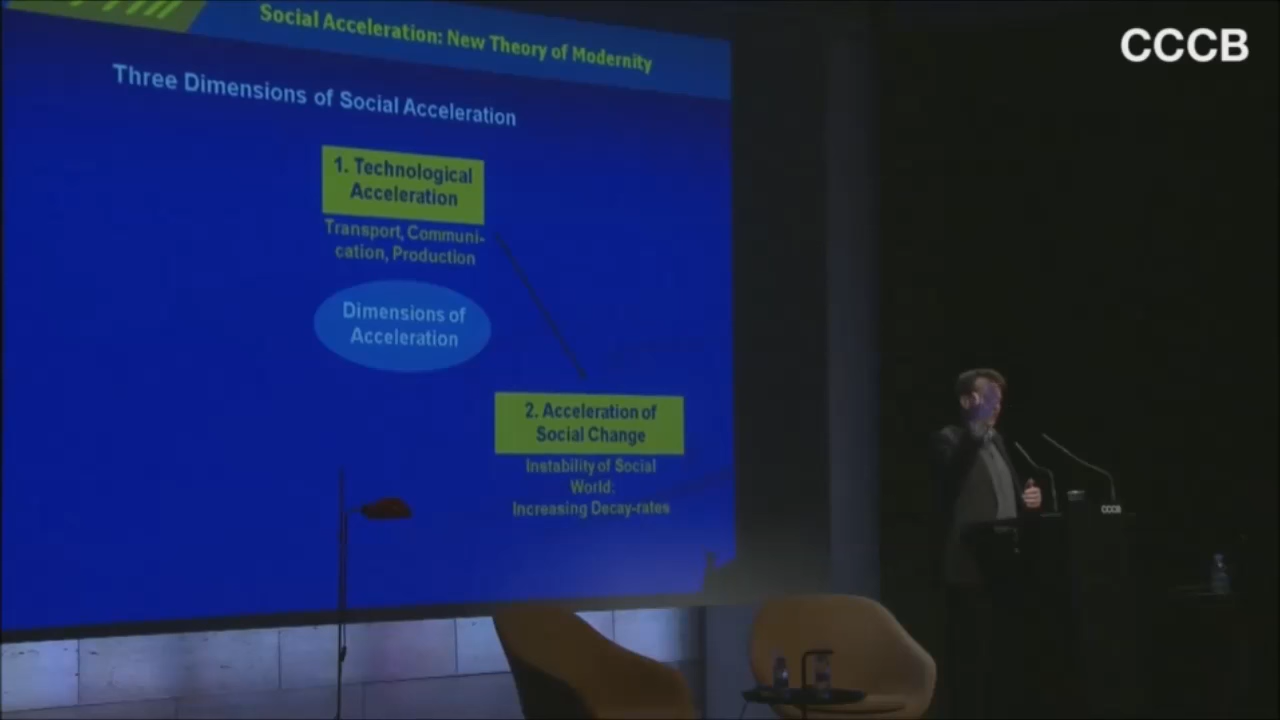 Social Acceleration: New Theory of Modernity
CCCB
Three Dimensions of Social Acceleration
1. Technological
Acceleration
Transport, Communi-
cation, Production
Dimensions of
Acceleration
2. Acceleration of
Social Change
Instability of Social
World:
Increasing Decay-rates
CCCB